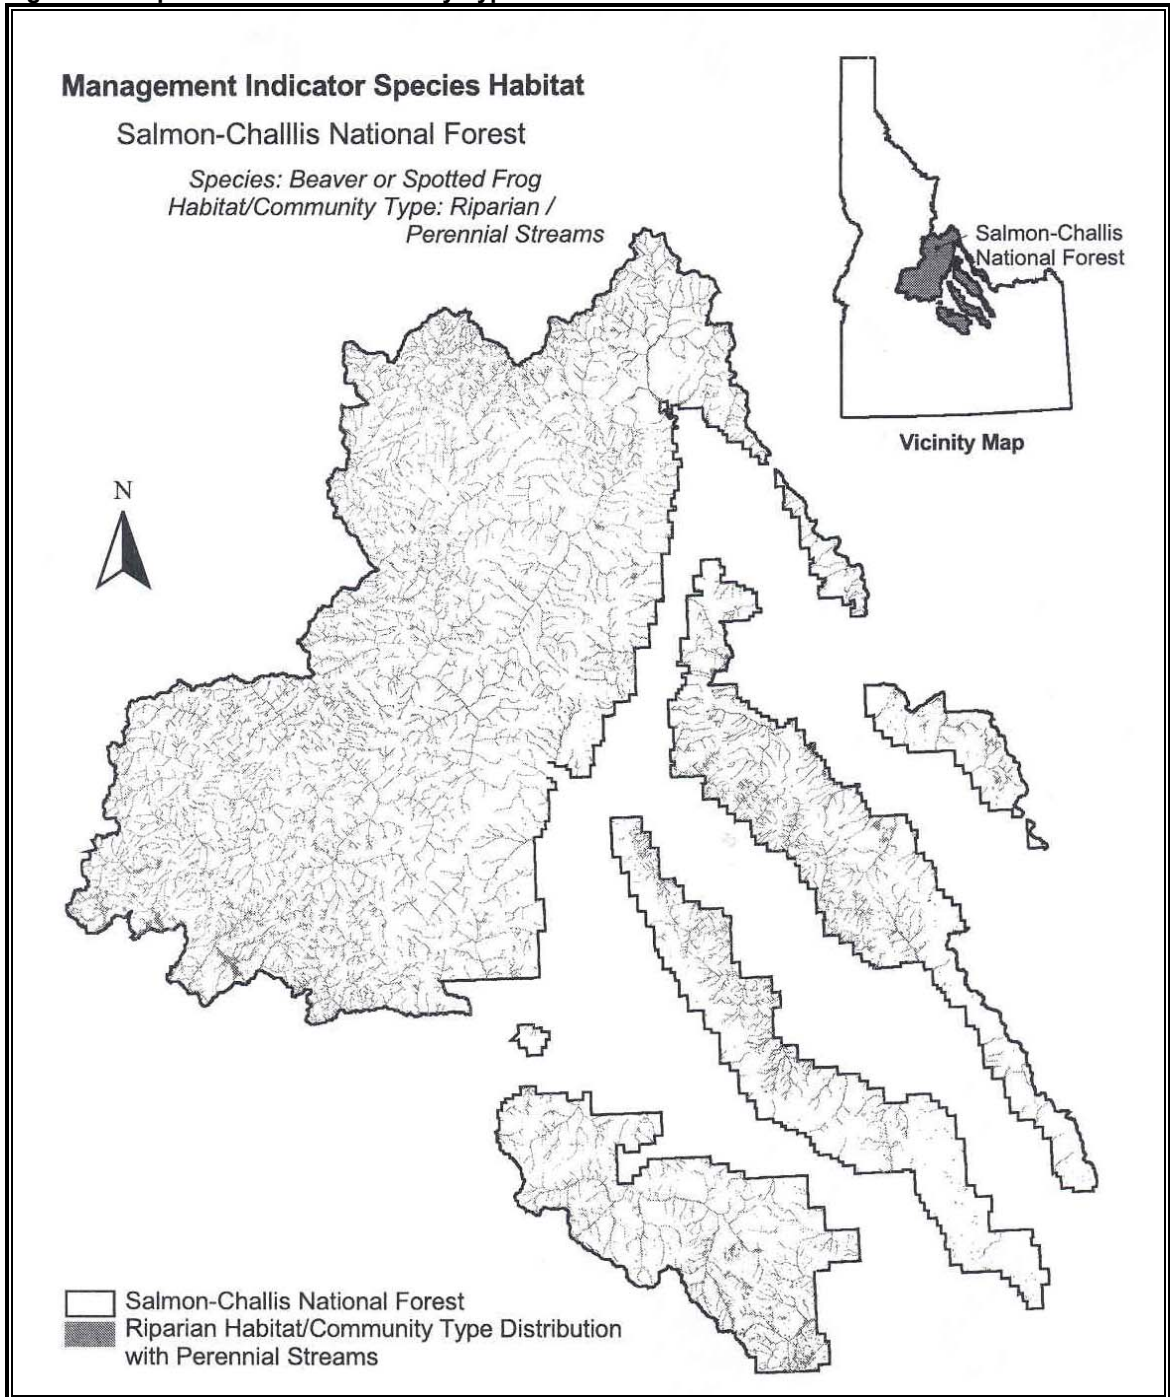 Management Indicator Species Habitat
Salmon-Challlis National Forest
Species: Beaver or Spotted Frog
Habitat/Community Type: Riparian /
Perennial Streams
Salmon-Challis
National Forest
Vicinity Map
N
Salmon-Challis National Forest
Riparian Habitat/Community Type Distribution
with Perennial Streams